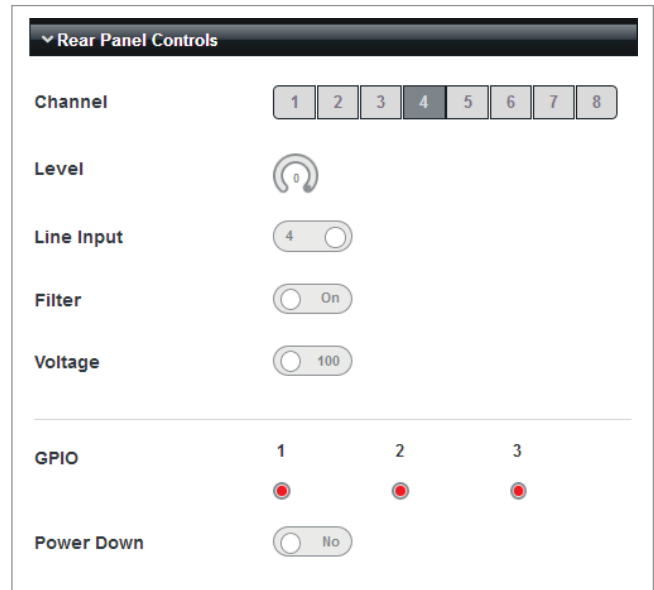 Rear Panel Controls
Channel 1 2 3 4 5 6 7 8
Level 0
Line Input 4
Filter On
Voltage 100
GPIO 1 2 3
Power Down No